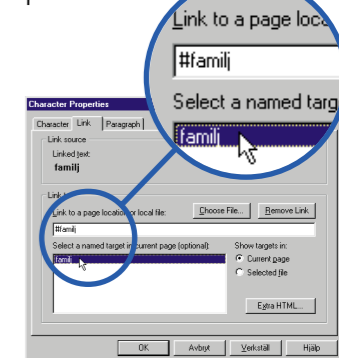 Link to a page loca
#familj
Select a named targ
familj
Character Properties
Character Link Paragraph
Link source
Linked text:
familj
Link to
Link to a page location or local file:
Choose File... Remove Link
#familj
Select a named target in current page (optional):
Show targets in:
familj
Current page
Selected file
Extra HTML...
OK Avbryt Verkställ Hjälp